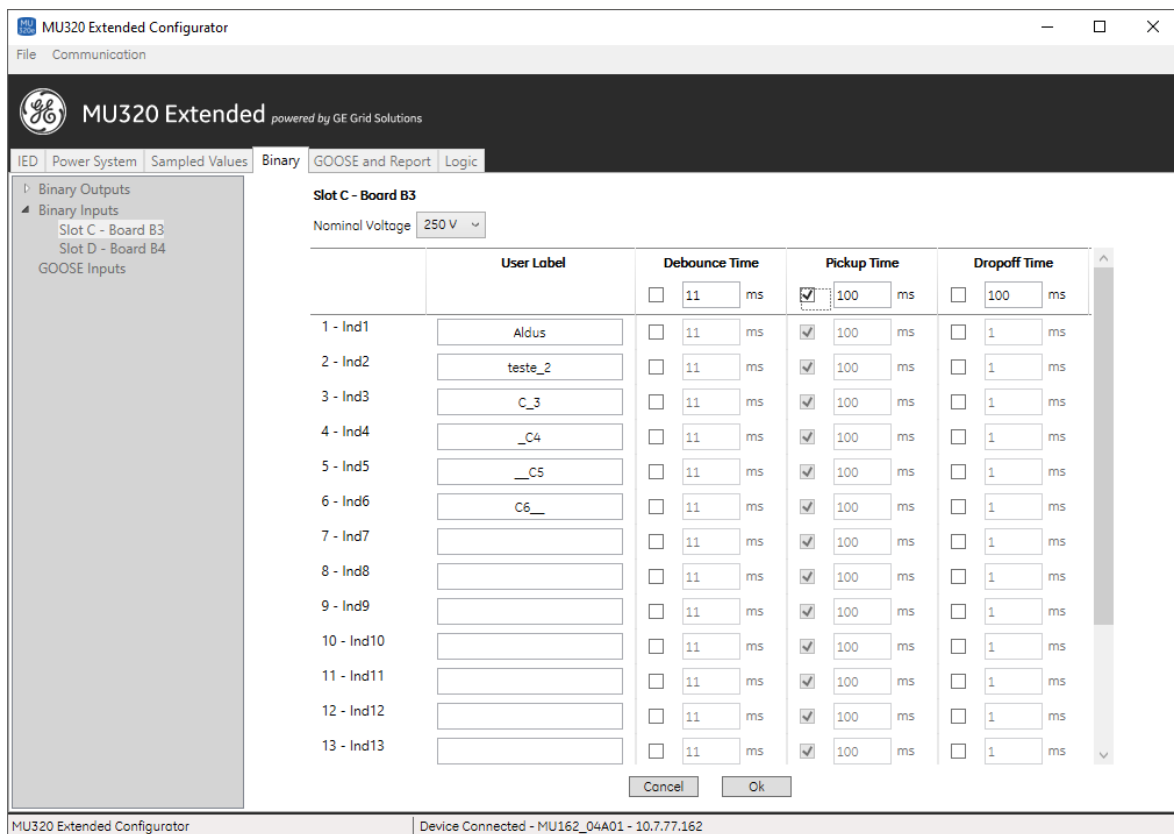 MU320 Extended Configurator
File Communication
MU320 Extended powered by GE Grid Solutions
IED Power System Sampled Values Binary GOOSE and Report Logic
Binary Outputs
Binary Inputs
Slot C - Board B3
Slot D - Board B4
GOOSE Inputs
Slot C - Board B3
Nominal Voltage 250 V
User Label Debounce Time Pickup Time Dropoff Time
11 ms 100 ms 100 ms
1 - Ind1 Aldus 11 ms 100 ms 1 ms
2 - Ind2 teste_2 11 ms 100 ms 1 ms
3 - Ind3 C_3 11 ms 100 ms 1 ms
4 - Ind4 _C4 11 ms 100 ms 1 ms
5 - Ind5 __C5 11 ms 100 ms 1 ms
6 - Ind6 C6__ 11 ms 100 ms 1 ms
7 - Ind7 11 ms 100 ms 1 ms
8 - Ind8 11 ms 100 ms 1 ms
9 - Ind9 11 ms 100 ms 1 ms
10 - Ind10 11 ms 100 ms 1 ms
11 - Ind11 11 ms 100 ms 1 ms
12 - Ind12 11 ms 100 ms 1 ms
13 - Ind13 11 ms 100 ms 1 ms
Cancel Ok
MU320 Extended Configurator Device Connected - MU162_04A01 - 10.7.77.162